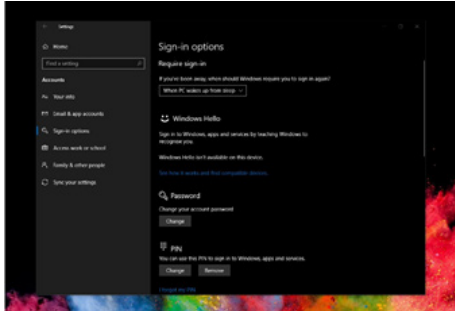 Settings
Home
Find a setting
Accounts
Your info
Email & app accounts
Sign-in options
Access work or school
Family & other people
Sync your settings
Sign-in options
Require sign-in
If you've been away, when should Windows require you to sign in again?
When PC wakes up from sleep
Windows Hello
Sign in to Windows, apps and services by teaching Windows to
recognize you.
Windows Hello isn't available on this device.
See how it works and find compatible devices.
Password
Change your account password
Change
PIN
You can use this PIN to sign in to Windows, apps and services.
Change Remove
I forgot my PIN